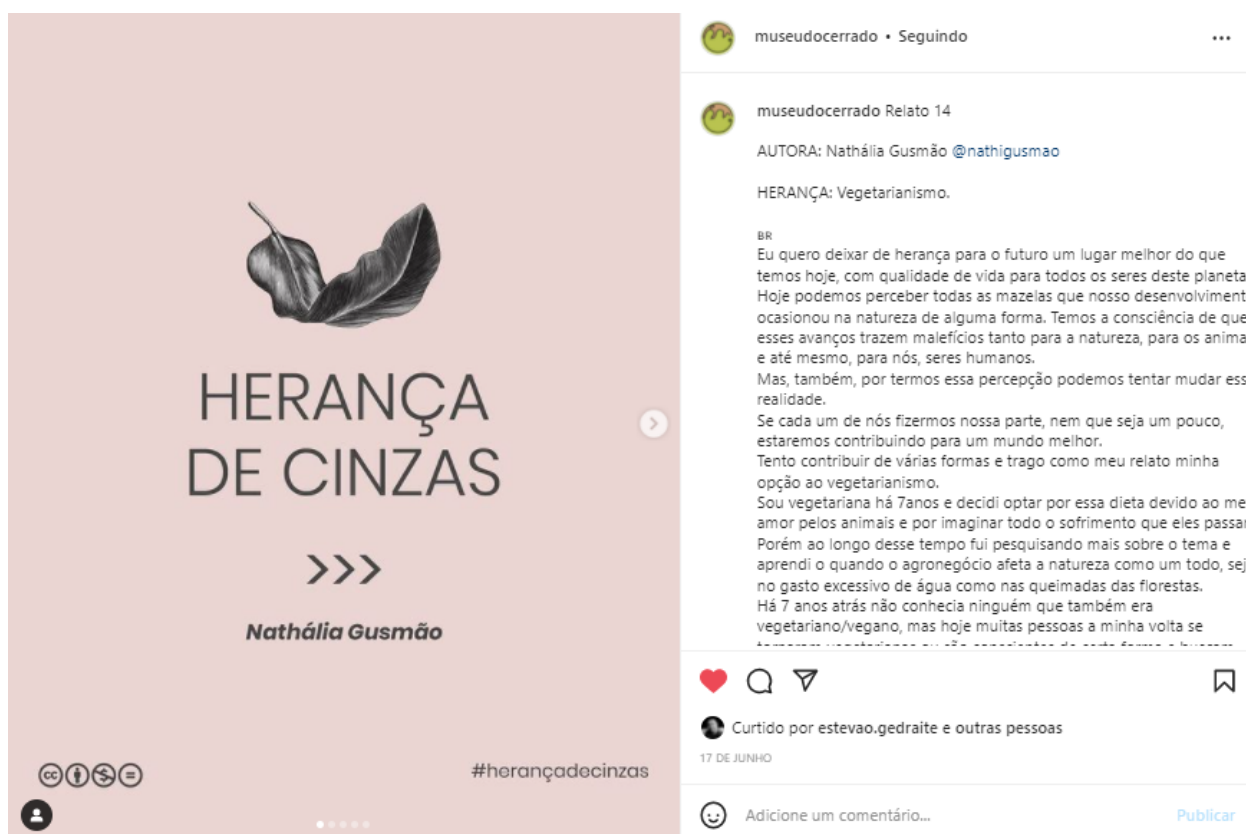 HERANÇA
DE CINZAS
>>>
Nathália Gusmão
#herançadecinzas
museudocerrado • Seguindo
museudocerrado Relato 14
AUTORA: Nathália Gusmão @nathigusmao
HERANÇA: Vegetarianismo.
BR
Eu quero deixar de herança para o futuro um lugar melhor do que
temos hoje, com qualidade de vida para todos os seres deste planeta
Hoje podemos perceber todas as mazelas que nosso desenvolviment
ocasionou na natureza de alguma forma. Temos a consciência de que
esses avanços trazem malefícios tanto para a natureza, para os anima
e até mesmo, para nós, seres humanos.
Mas, também, por termos essa percepção podemos tentar mudar ess
realidade.
Se cada um de nós fizermos nossa parte, nem que seja um pouco,
estaremos contribuindo para um mundo melhor.
Tento contribuir de várias formas e trago como meu relato minha
opção ao vegetarianismo.
Sou vegetariana há 7anos e decidi optar por essa dieta devido ao me
amor pelos animais e por imaginar todo o sofrimento que eles passa
Porém ao longo desse tempo fui pesquisando mais sobre o tema e
aprendi o quando o agronegócio afeta a natureza como um todo, sej
no gasto excessivo de água como nas queimadas das florestas.
Há 7 anos atrás não conhecia ninguém que também era
vegetariano/vegano, mas hoje muitas pessoas a minha volta se
Curtido por estevao.gedraite e outras pessoas
17 DE JUNHO
Adicione um comentário...
Publicar